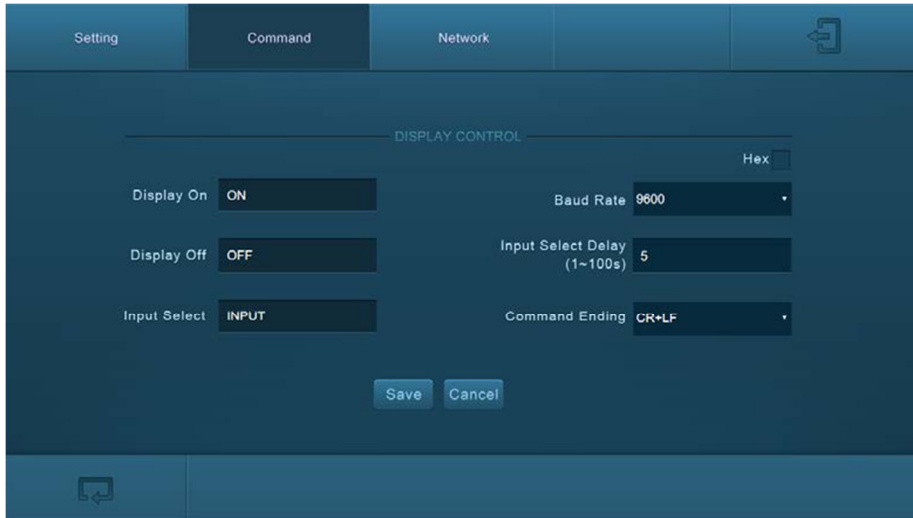 Setting Command Network
DISPLAY CONTROL
Hex
Display On ON Baud Rate 9600
Display Off OFF Input Select Delay
(1~100s) 5
Input Select INPUT Command Ending CR+LF
Save Cancel